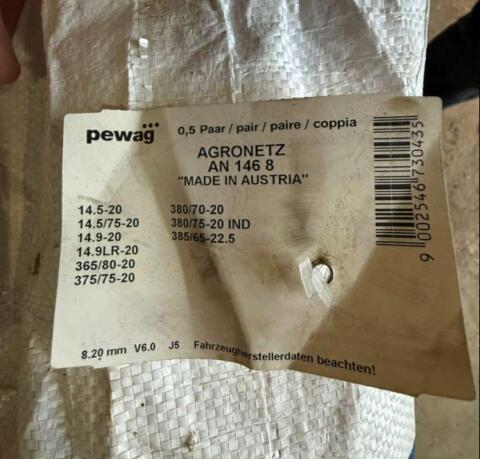 pewag
0,5 Paar / pair / paire / coppia
AGRONETZ
AN 146 8
"MADE IN AUSTRIA"
14.5-20
14.5/75-20
14.9-20
14.9LR-20
365/80-20
375/75-20
380/70-20
380/75-20 IND
385/65-22.5
8.20 mm V6.0 J5 Fahrzeugherstellerdaten beachten!
9 002546 730435